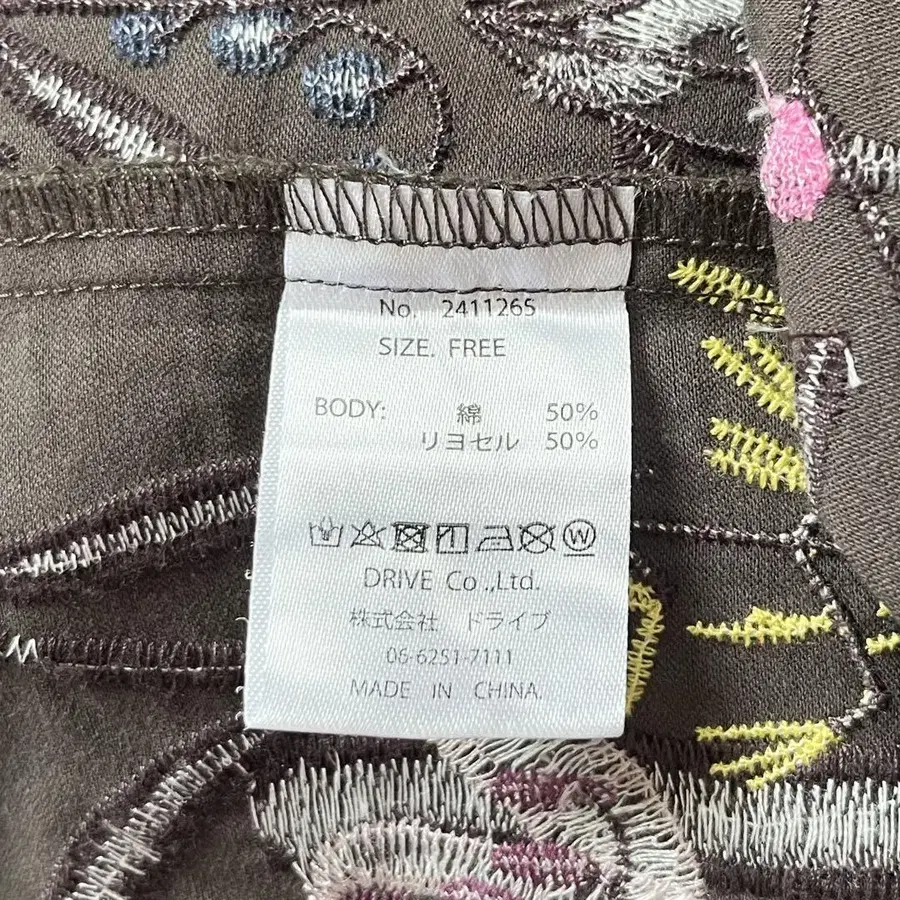 No. 2411265
SIZE. FREE
BODY: 綿 50%
リヨセル 50%
W
DRIVE Co.,Ltd.
株式会社 ドライブ
06-6251-7111
MADE IN CHINA.